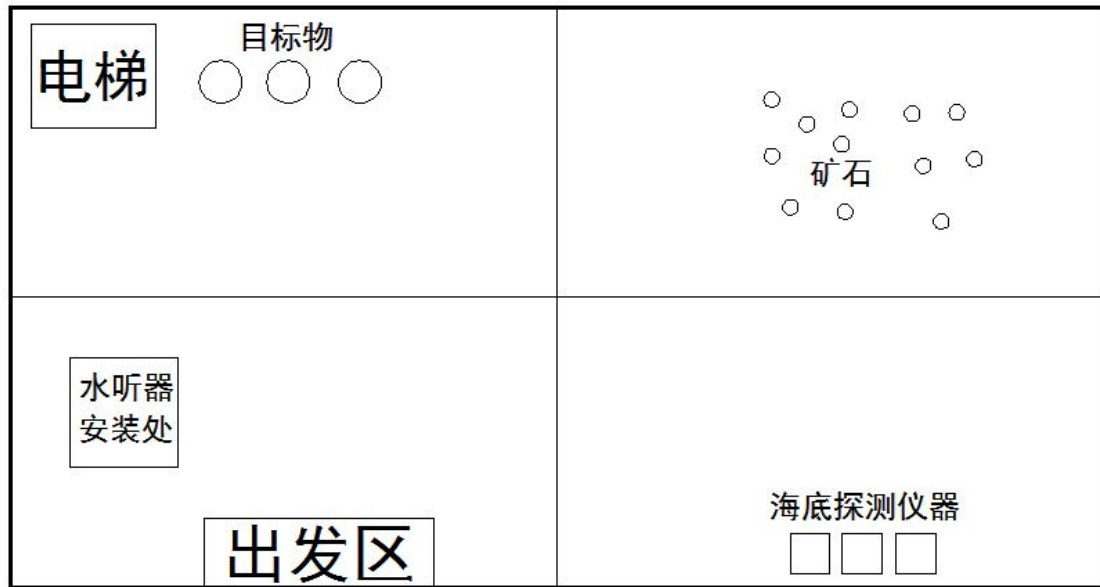 电梯
目标物
矿石
水听器
安装处
海底探测仪器
出发区